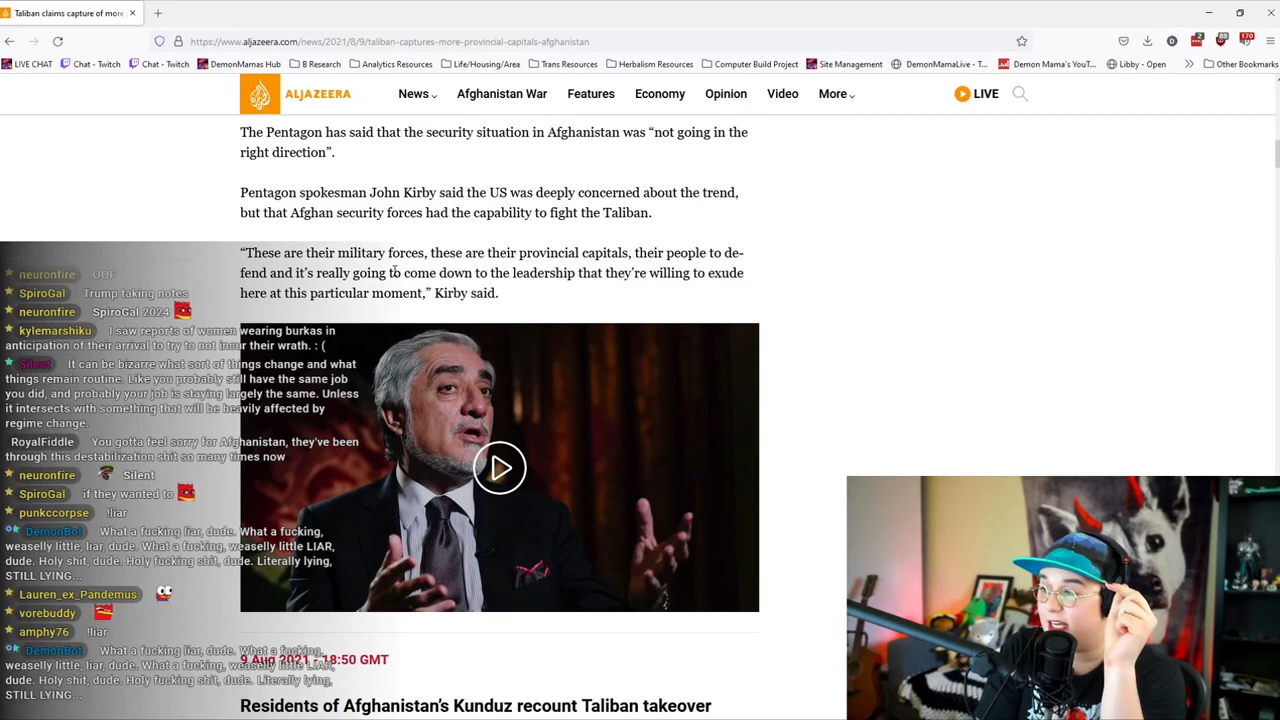 Taliban claims capture of more
https://www.aljazeera.com/news/2021/8/9/taliban-captures-more-provincial-capitals-afghanistan
2
88
170
LIVE CHAT
Chat - Twitch
Chat - Twitch
DemonMamas Hub
B Research
Analytics Resources
Life/Housing/Area
Trans Resources
Herbalism Resources
Computer Build Project
Site Management
DemonMamaLive - T...
Demon Mama's YouT...
Libby - Open
Other Bookmarks
ALJAZEERA
News
Afghanistan War
Features
Economy
Opinion
Video
More
LIVE
The Pentagon has said that the security situation in Afghanistan was “not going in the
right direction”.
Pentagon spokesman John Kirby said the US was deeply concerned about the trend,
but that Afghan security forces had the capability to fight the Taliban.
“These are their military forces, these are their provincial capitals, their people to de-
fend and it’s really going to come down to the leadership that they’re willing to exude
here at this particular moment,” Kirby said.
neuronfire OOF
SpiroGal Trump taking notes
neuronfire SpiroGal 2024
kylemarshiku I saw reports of women wearing burkas in
anticipation of their arrival to try to not incur their wrath. : (
Silent It can be bizarre what sort of things change and what
things remain routine. Like you probably still have the same job
you did, and probably your job is staying largely the same. Unless
it intersects with something that will be heavily affected by
regime change.
RoyalFiddle You gotta feel sorry for Afghanistan, they've been
through this destabilization shit so many times now
neuronfire Silent
SpiroGal if they wanted to
punkccorpse !liar
DemonBot What a fucking liar, dude. What a fucking,
weaselly little, liar, dude. What a fucking, weaselly little LIAR,
dude. Holy shit, dude. Holy fucking shit, dude. Literally lying,
STILL LYING...
Lauren_ex_Pandemus
vorebuddy
amphy76 !liar
DemonBot What a fucking liar, dude. What a fucking,
weaselly little, liar, dude. What a fucking, weaselly little LIAR,
dude. Holy shit, dude. Holy fucking shit, dude. Literally lying,
STILL LYING...
9 Aug 2021 - 18:50 GMT
Residents of Afghanistan’s Kunduz recount Taliban takeover